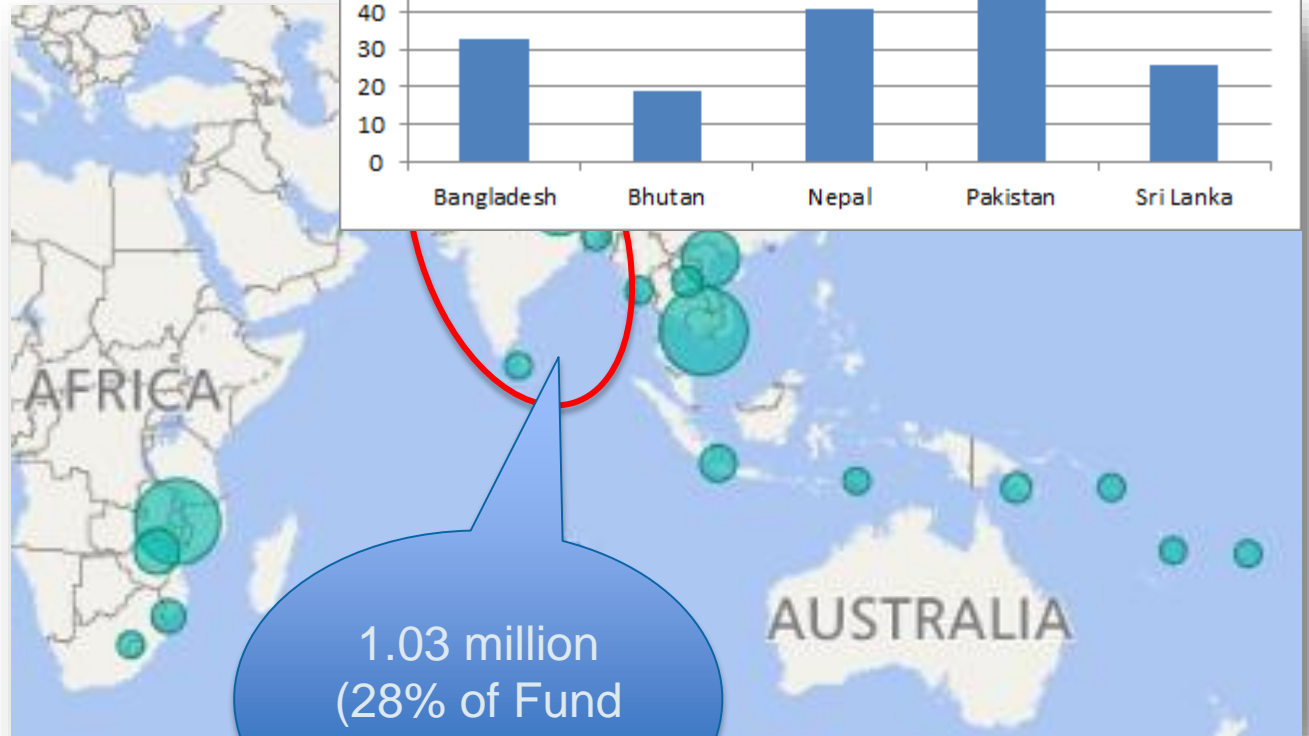 40
30
20
10
0
Bangladesh Bhutan Nepal Pakistan Sri Lanka
AFRICA
AUSTRALIA
1.03 million
(28% of Fund